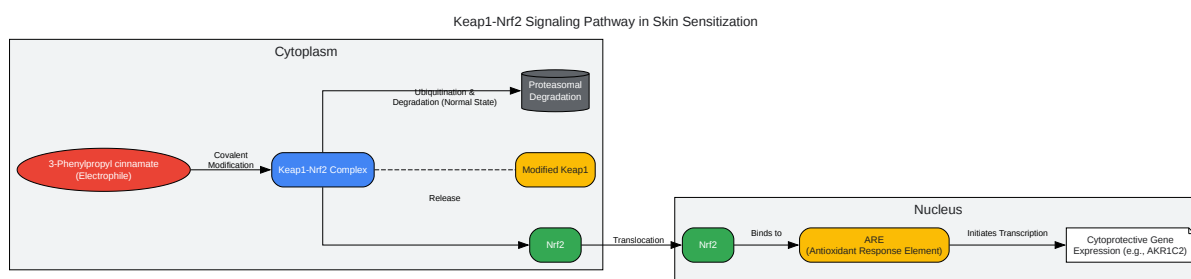 Keap1-Nrf2 Signaling Pathway in Skin Sensitization
Cytoplasm
Proteasomal
Degradation
Ubiquitination &
Degradation (Normal State)
3-Phenylpropyl cinnamate
(Electrophile)
Covalent
Modification
Keap1-Nrf2 Complex
Modified Keap1
Release
Nrf2
Translocation
Nucleus
Nrf2
Binds to
ARE
(Antioxidant Response Element)
Initiates Transcription
Cytoprotective Gene
Expression (e.g., AKR1C2)